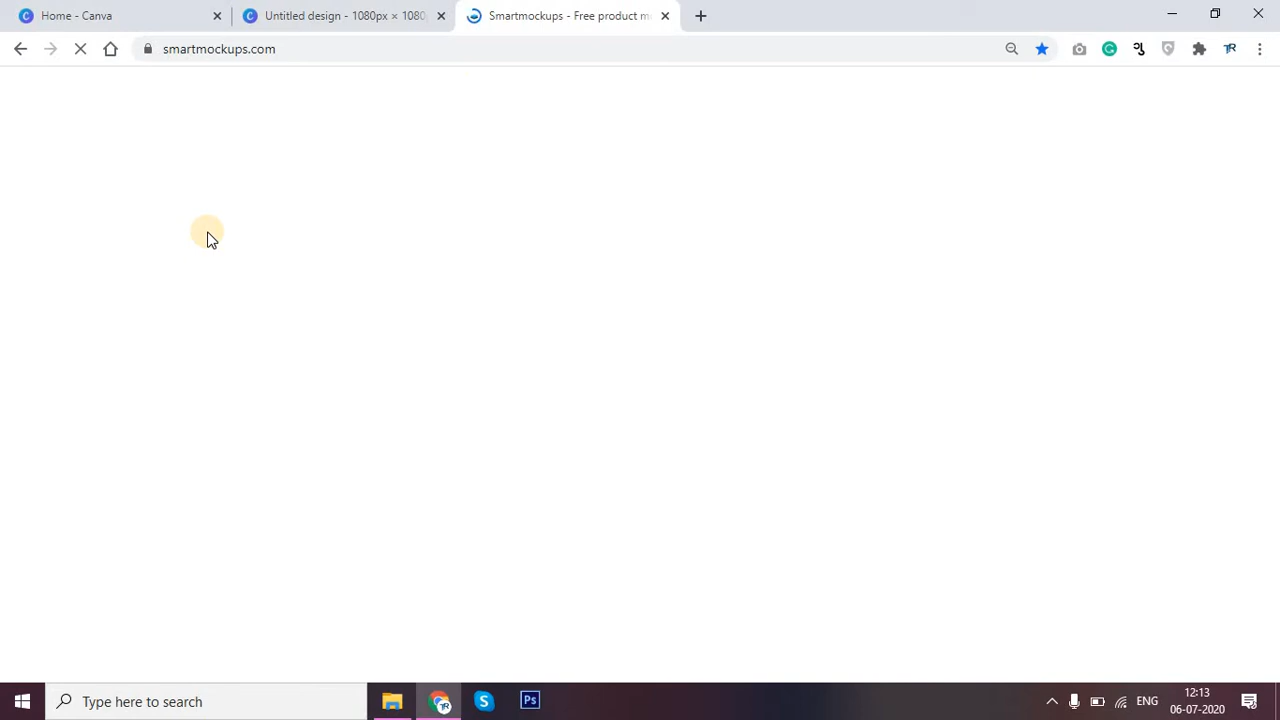 Home - Canva
Untitled design - 1080px × 1080
Smartmockups - Free product m
smartmockups.com
Type here to search
Ps
ENG
12:13
06-07-2020